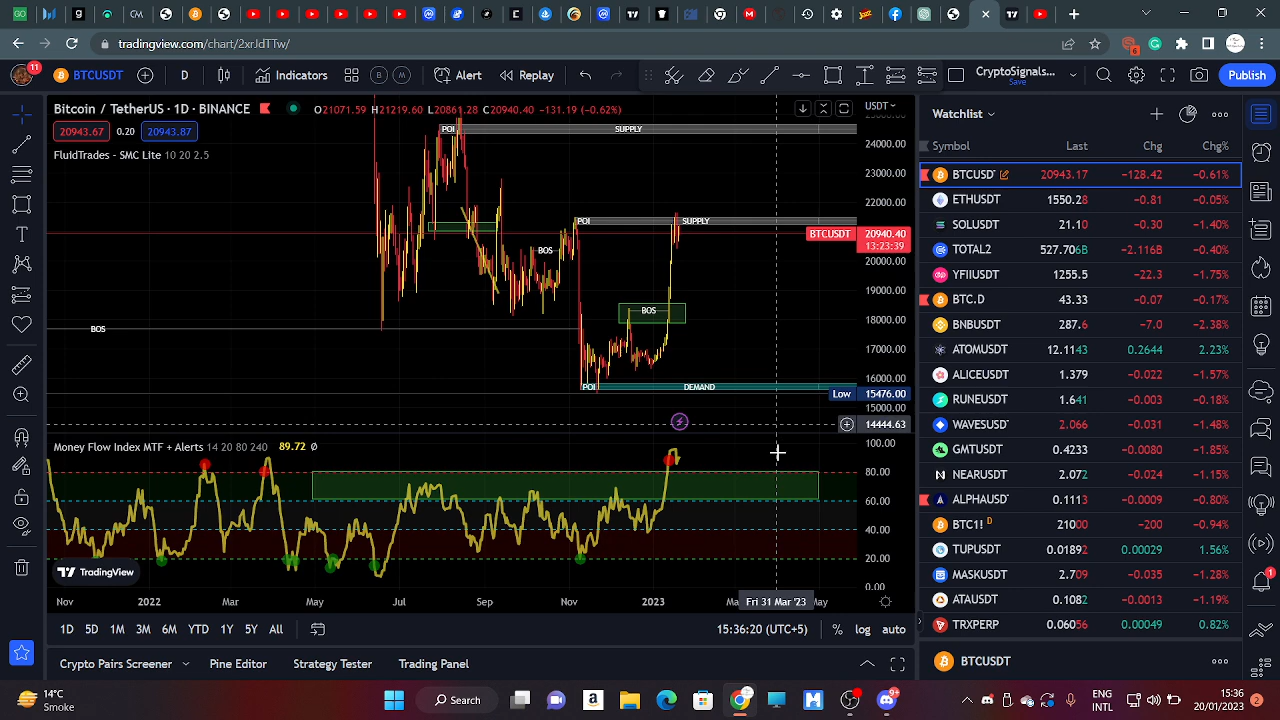 tradingview.com/chart/2xrJdTTw/
6
11
BTCUSDT
D
Indicators
B
M
Alert
Replay
CryptoSignals...
Save
Publish
Bitcoin / TetherUS · 1D · BINANCE
O21071.59 H21219.60 L20861.28 C20940.40 −131.19 (−0.62%)
USDT
20943.67 0.20 20943.87
FluidTrades - SMC Lite 10 20 2.5
POI SUPPLY
24000.00
23000.00
22000.00
POI SUPPLY
BTCUSDT 20940.40
13:23:39
BOS
20000.00
19000.00
BOS
18000.00
BOS
17000.00
16000.00
POI DEMAND
Low 15476.00
15000.00
14444.63
Money Flow Index MTF + Alerts 14 20 80 240 89.72 Ø
100.00
80.00
60.00
40.00
20.00
0.00
TradingView
Nov 2022 Mar May Jul Sep Nov 2023 Ma Fri 31 Mar '23 May
1D 5D 1M 3M 6M YTD 1Y 5Y All
15:36:20 (UTC+5) % log auto
Crypto Pairs Screener Pine Editor Strategy Tester Trading Panel
Watchlist
Symbol Last Chg Chg%
BTCUSD 20943.17 −128.42 −0.61%
ETHUSDT 1550.28 −0.81 −0.05%
SOLUSDT 21.10 −0.30 −1.40%
TOTAL2 527.706B −2.116B −0.40%
YFIIUSDT 1255.5 −22.3 −1.75%
BTC.D 43.33 −0.07 −0.17%
BNBUSDT 287.6 −7.0 −2.38%
ATOMUSDT 12.1143 0.2644 2.23%
ALICEUSDT 1.379 −0.022 −1.57%
RUNEUSDT 1.641 −0.003 −0.18%
WAVESUSD 2.066 −0.031 −1.48%
GMTUSDT 0.4233 −0.0080 −1.85%
NEARUSDT 2.072 −0.024 −1.15%
ALPHAUSD 0.1113 −0.0009 −0.80%
BTC1! D 21000 −200 −0.94%
TUPUSDT 0.01892 0.00029 1.56%
MASKUSDT 2.709 −0.035 −1.28%
ATAUSDT 0.1082 −0.0013 −1.19%
TRXPERP 0.06056 0.00049 0.82%
BTCUSDT
1
14°C
Smoke
Search
9+
ENG
INTL
15:36
20/01/2023
2